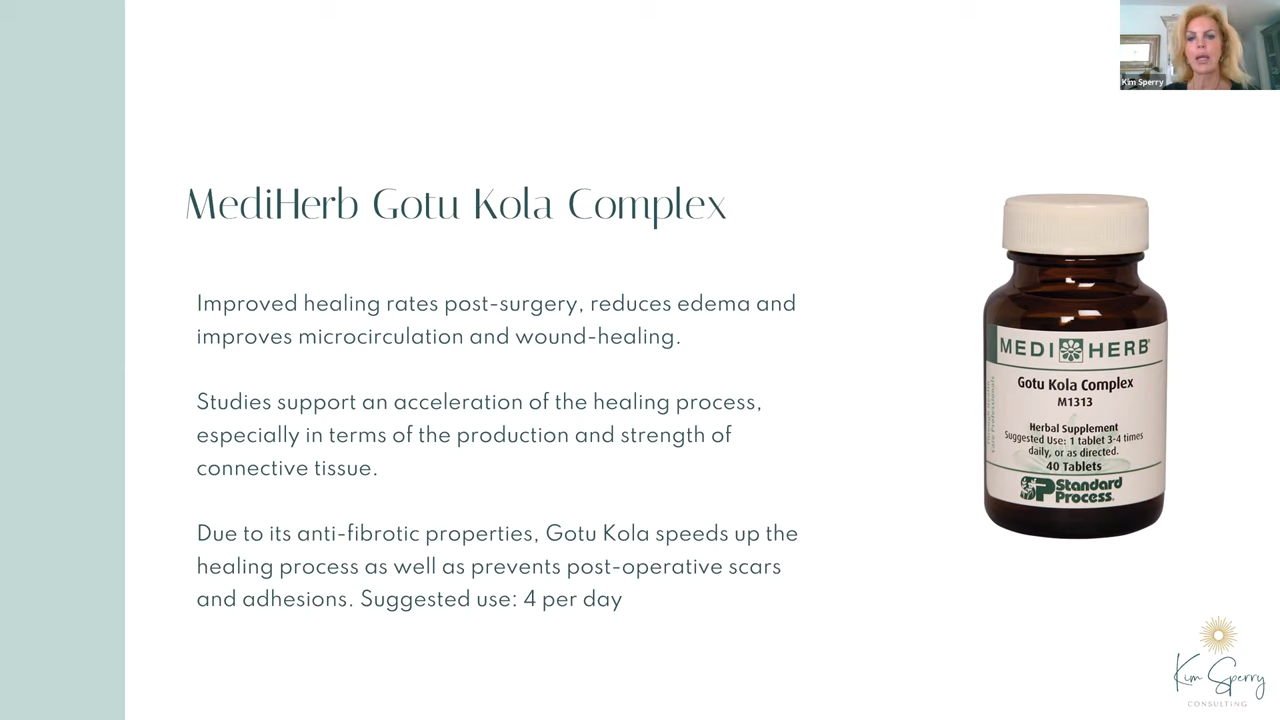 Kim Sperry
MediHerb Gotu Kola Complex
Improved healing rates post-surgery, reduces edema and
improves microcirculation and wound-healing.
Studies support an acceleration of the healing process,
especially in terms of the production and strength of
connective tissue.
Due to its anti-fibrotic properties, Gotu Kola speeds up the
healing process as well as prevents post-operative scars
and adhesions. Suggested use: 4 per day
MEDI HERB®
Gotu Kola Complex
M1313
Herbal Supplement
Suggested Use: 1 tablet 3-4 times
daily, or as directed.
40 Tablets
SP Standard
Process
Kim Sperry
CONSULTING